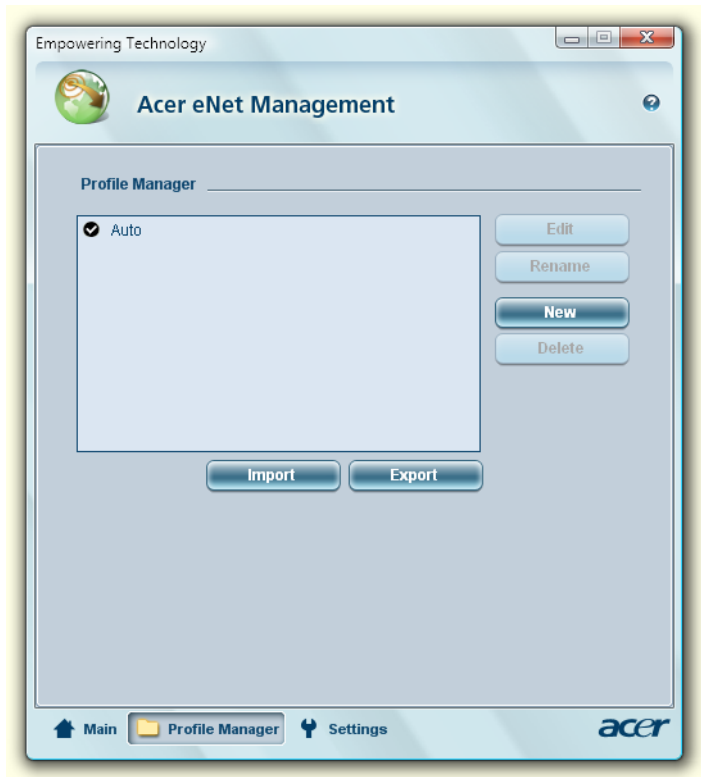 Empowering Technology
Acer eNet Management
Profile Manager
Auto
Edit
Rename
New
Delete
Import Export
Main Profile Manager Settings acer